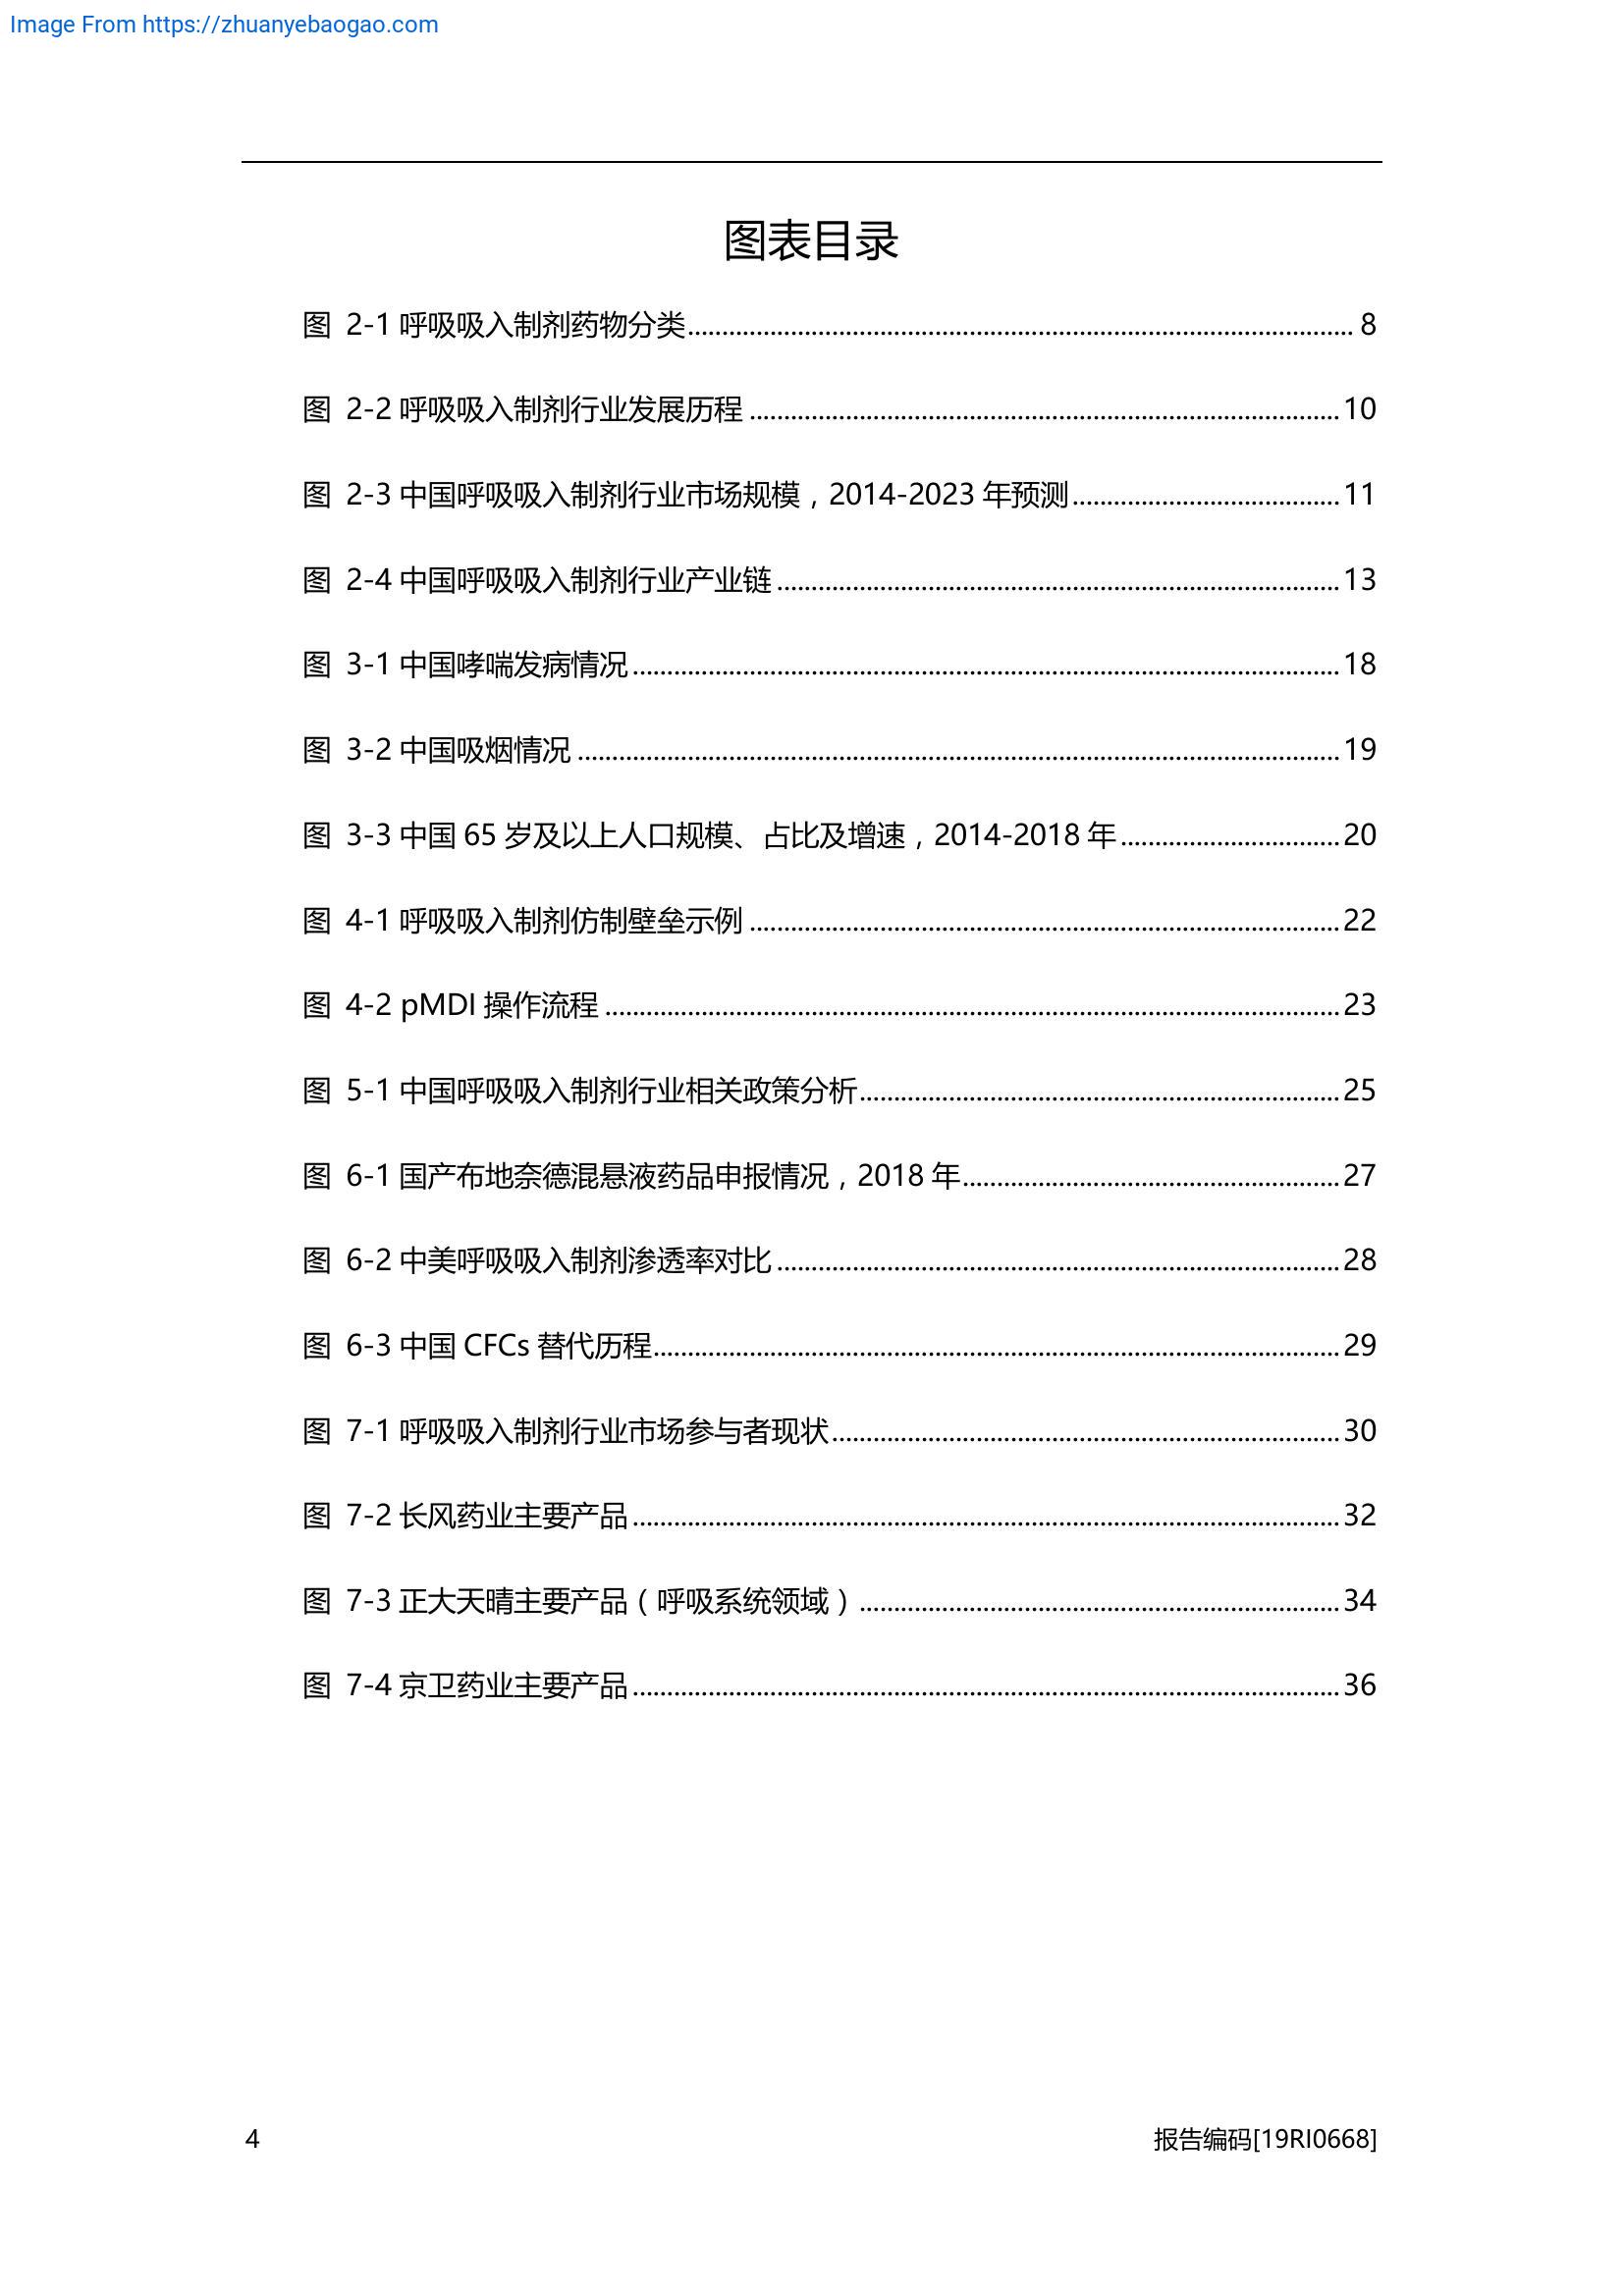 Image From https://zhuanyebaogao.com
图表目录
图 2-1 呼吸吸入制剂药物分类 8
图 2-2 呼吸吸入制剂行业发展历程 10
图 2-3 中国呼吸吸入制剂行业市场规模，2014-2023 年预测 11
图 2-4 中国呼吸吸入制剂行业产业链 13
图 3-1 中国哮喘发病情况 18
图 3-2 中国吸烟情况 19
图 3-3 中国 65 岁及以上人口规模、占比及增速，2014-2018 年 20
图 4-1 呼吸吸入制剂仿制壁垒示例 22
图 4-2 pMDI 操作流程 23
图 5-1 中国呼吸吸入制剂行业相关政策分析 25
图 6-1 国产布地奈德混悬液药品申报情况，2018 年 27
图 6-2 中美呼吸吸入制剂渗透率对比 28
图 6-3 中国 CFCs 替代历程 29
图 7-1 呼吸吸入制剂行业市场参与者现状 30
图 7-2 长风药业主要产品 32
图 7-3 正大天晴主要产品（呼吸系统领域） 34
图 7-4 京卫药业主要产品 36
4 报告编码[19RI0668]